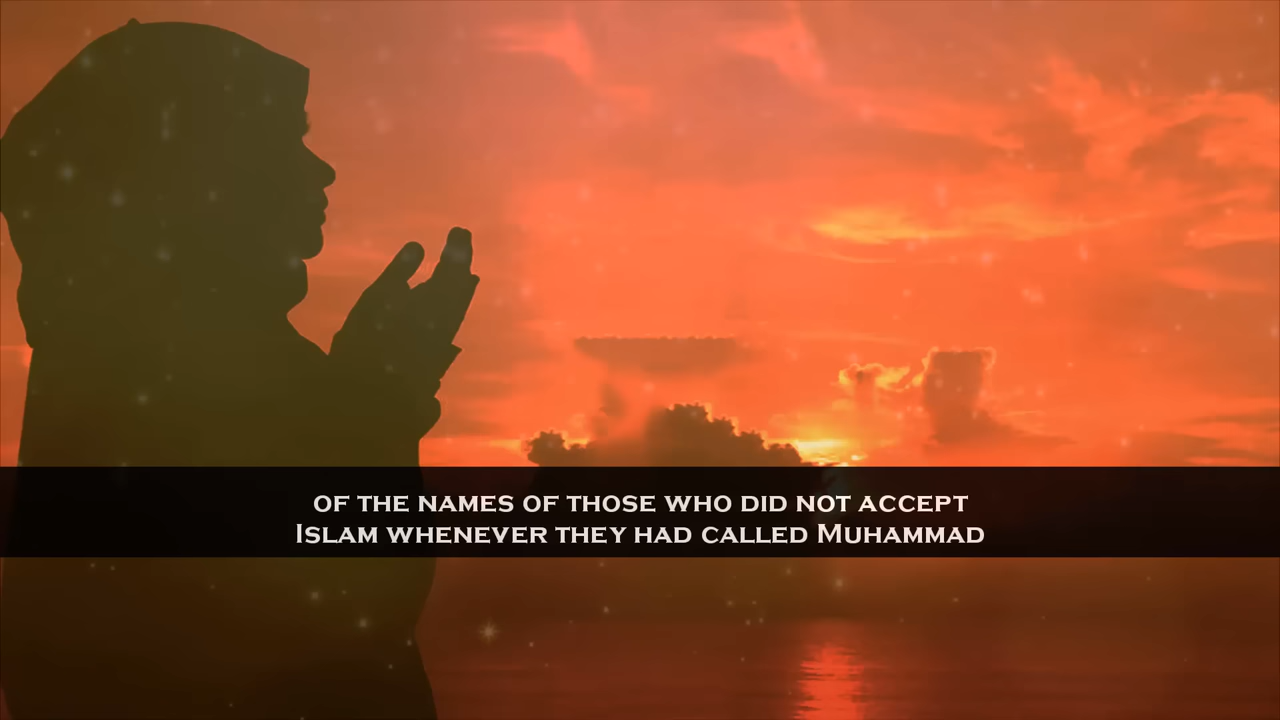 OF THE NAMES OF THOSE WHO DID NOT ACCEPT
ISLAM WHENEVER THEY HAD CALLED MUHAMMAD